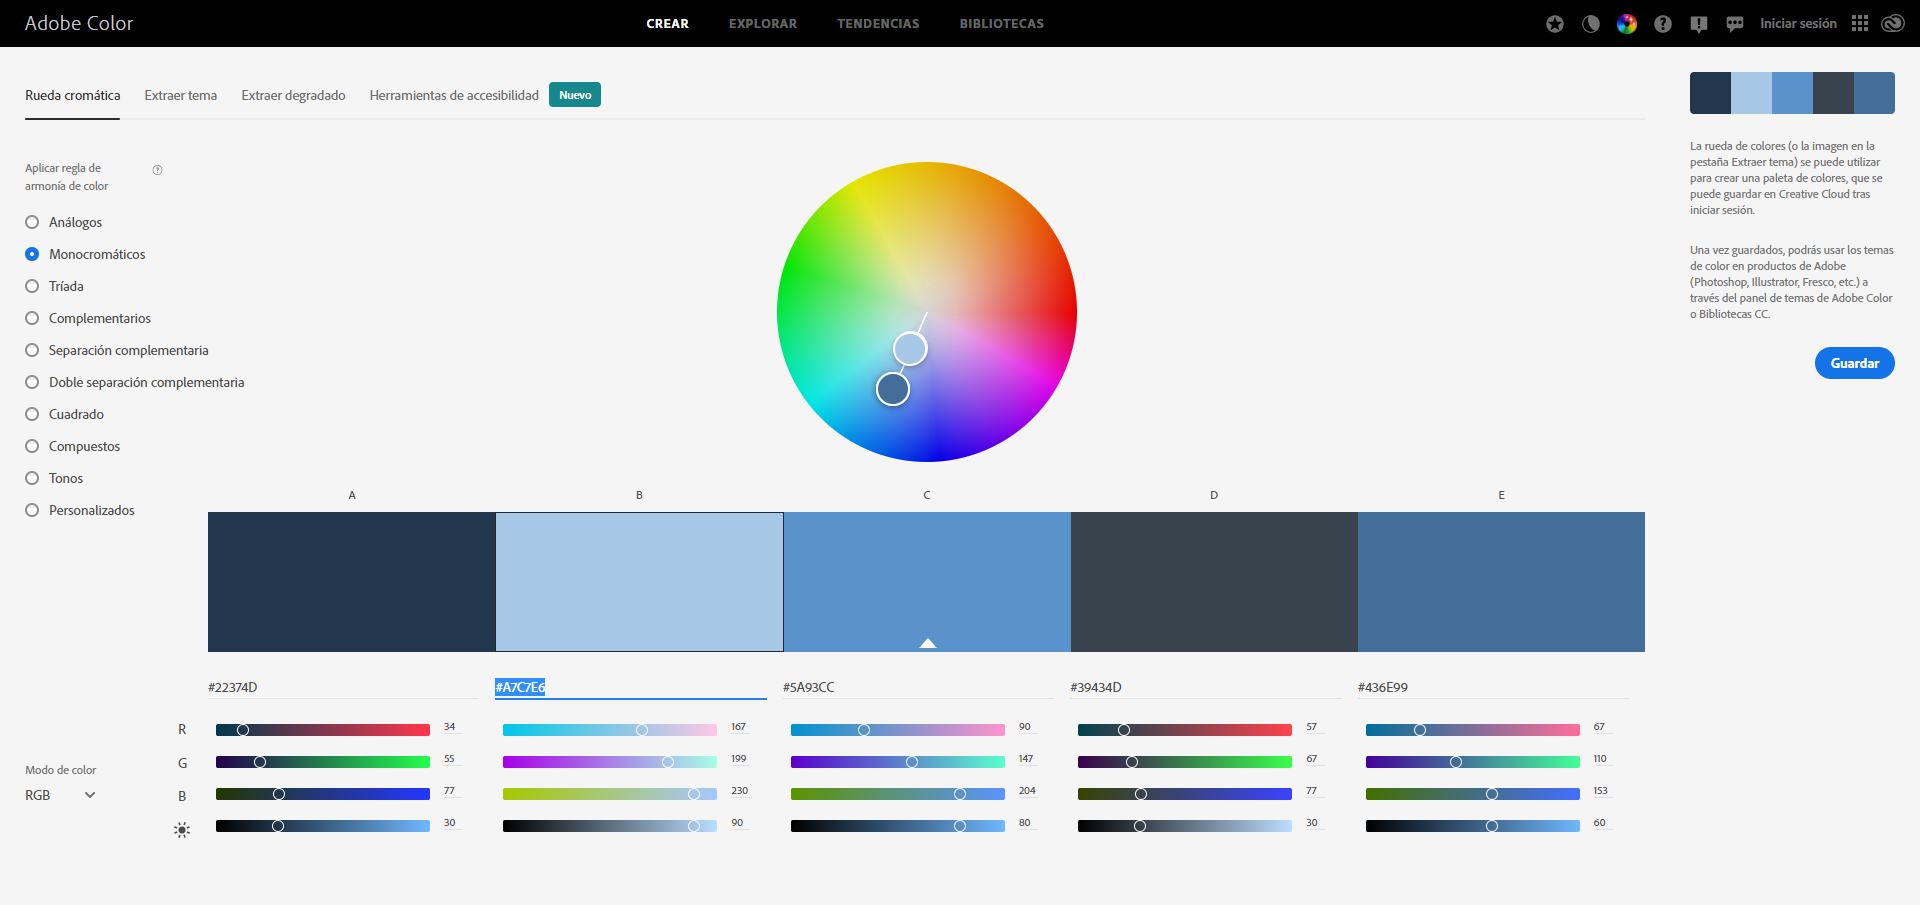 Adobe Color
CREAR EXPLORAR TENDENCIAS BIBLIOTECAS
Iniciar sesión
Rueda cromática Extraer tema Extraer degradado Herramientas de accesibilidad Nuevo
Aplicar regla de
armonía de color
Análogos
Monocromáticos
Tríada
Complementarios
Separación complementaria
Doble separación complementaria
Cuadrado
Compuestos
Tonos
Personalizados
La rueda de colores (o la imagen en la
pestaña Extraer tema) se puede utilizar
para crear una paleta de colores, que se
puede guardar en Creative Cloud tras
iniciar sesión.
Una vez guardados, podrás usar los temas
de color en productos de Adobe
(Photoshop, Illustrator, Fresco, etc.) a
través del panel de temas de Adobe Color
o Bibliotecas CC.
Guardar
A B C D E
#22374D #A7C7E6 #5A93CC #39434D #436E99
R 34 167 90 57 67
G 55 199 147 67 110
B 77 230 204 77 153
30 90 80 30 60
Modo de color
RGB